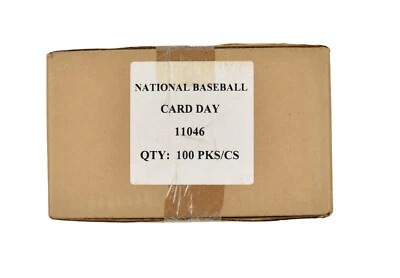 NATIONAL BASEBALL
CARD DAY
11046
QTY: 100 PKS/CS